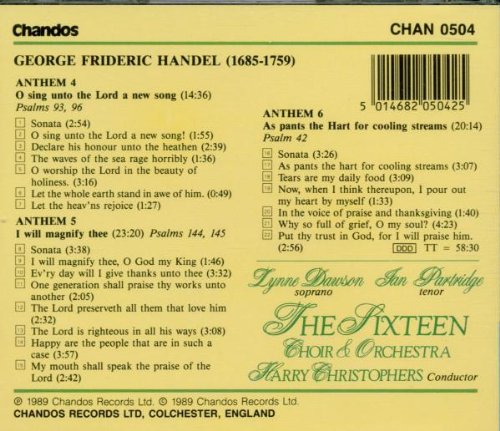 Chandos
CHAN 0504
GEORGE FRIDERIC HANDEL (1685-1759)
ANTHEM 4
O sing unto the Lord a new song (14:36)
Psalms 93, 96
1 Sonata (2:54)
2 O sing unto the Lord a new song! (1:55)
3 Declare his honour unto the heathen (2:39)
4 The waves of the sea rage horribly (1:36)
5 O worship the Lord in the beauty of
holiness. (3:16)
6 Let the whole earth stand in awe of him. (0:49)
7 Let the heav'ns rejoice (1:27)
ANTHEM 5
I will magnify thee (23:20) Psalms 144, 145
8 Sonata (3:38)
9 I will magnify thee, O God my King (1:46)
10 Ev'ry day will I give thanks unto thee (3:32)
11 One generation shall praise thy works unto
another (2:05)
12 The Lord preserveth all them that love him
(2:32)
13 The Lord is righteous in all his ways (3:08)
14 Happy are the people that are in such a
case (3:57)
15 My mouth shall speak the praise of the
Lord (2:42)
5 014682 050425
ANTHEM 6
As pants the Hart for cooling streams (20:14)
Psalm 42
16 Sonata (3:26)
17 As pants the hart for cooling streams (3:07)
18 Tears are my daily food (3:09)
19 Now, when I think thereupon, I pour out
my heart by myself (1:33)
20 In the voice of praise and thanksgiving (1:40)
21 Why so full of grief, O my soul? (4:23)
22 Put thy trust in God, for I will praise him.
(2:56) DDD TT = 58:30
Lynne Dawson Ian Partridge
soprano tenor
THE SIXTEEN
CHOIR & ORCHESTRA
HARRY CHRISTOPHERS Conductor
℗ 1989 Chandos Records Ltd. © 1989 Chandos Records Ltd.
CHANDOS RECORDS LTD, COLCHESTER, ENGLAND